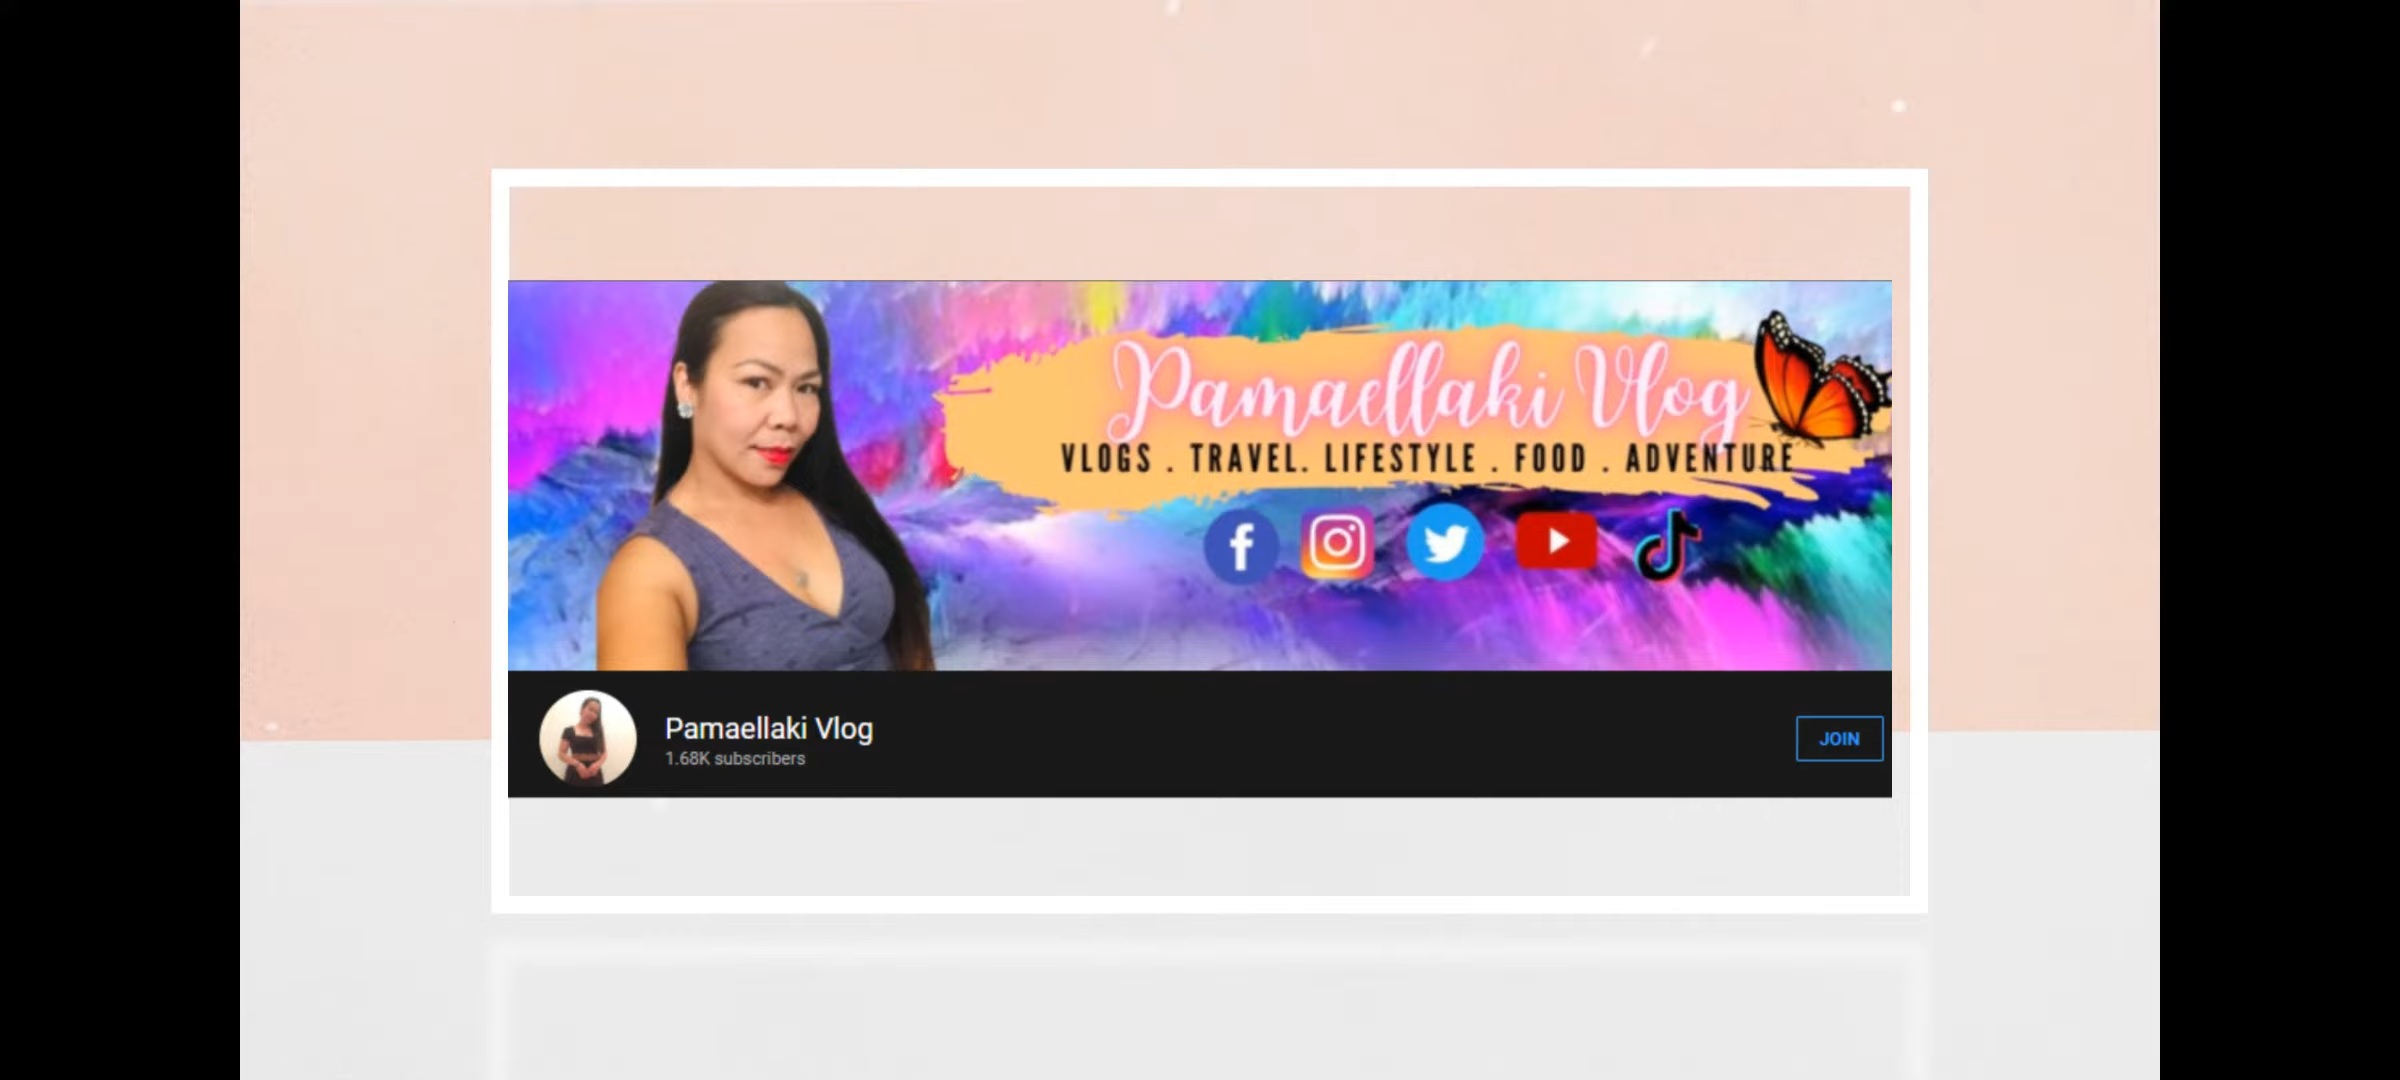 Pamaellaki Vlog
VLOGS . TRAVEL. LIFESTYLE . FOOD . ADVENTURE
Pamaellaki Vlog
1.68K subscribers
JOIN